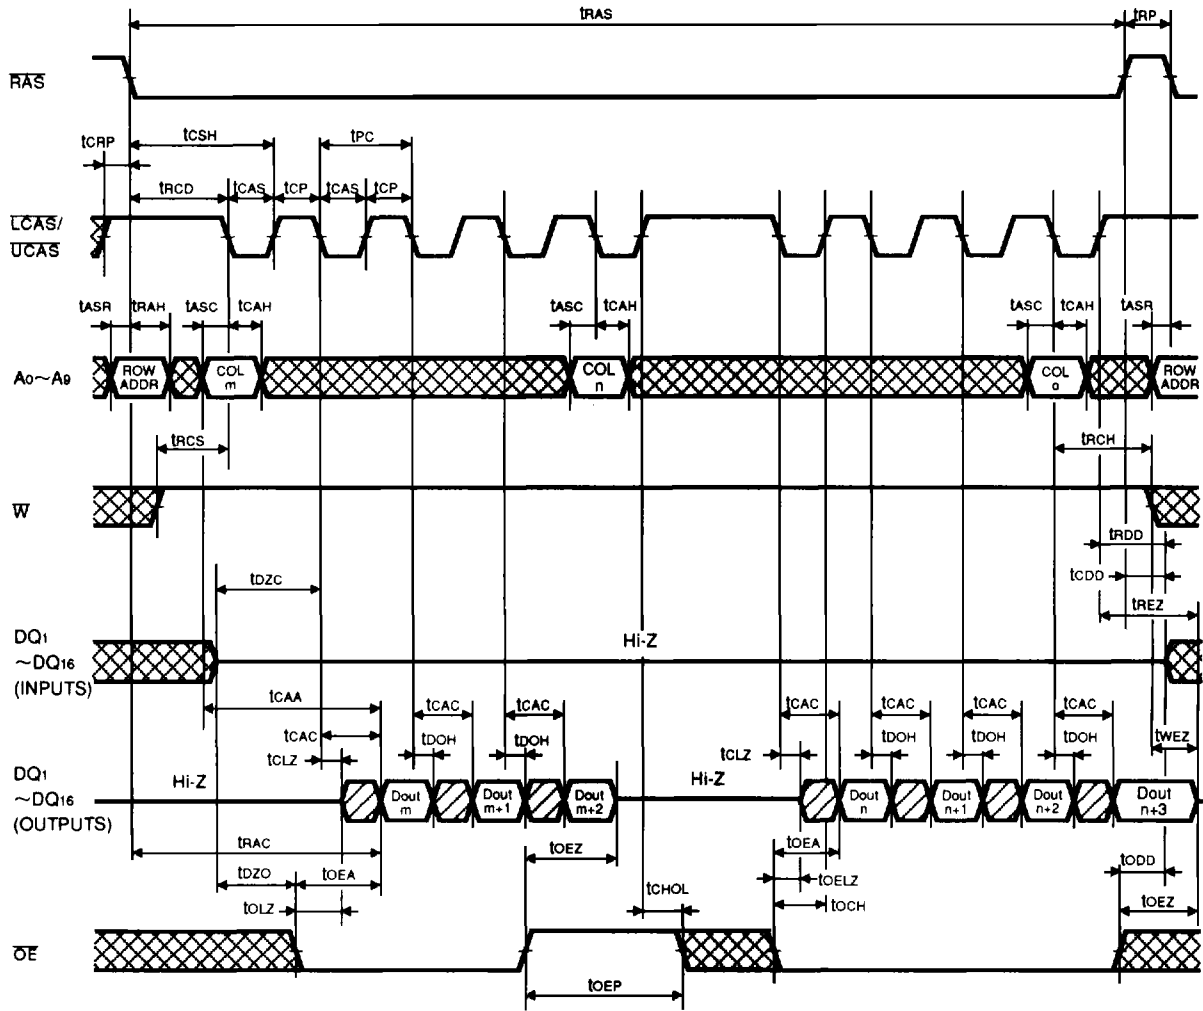 tRAS tRP
RAS
tCRP tCSH tPC
tRCD tCAS tCP tCAS tCP
LCAS/
UCAS
tASR tRAH tASC tCAH tASC tCAH tASC tCAH tASR
A0~A9 ROW ADDR COL m COL n COL o ROW ADDR
tRCS tRCH
W
tRDD
tDZC tCDD
tREZ
DQ1
~DQ16
(INPUTS)
Hi-Z
tCAA tCAC tCAC tCAC tCAC tCAC tCAC
tCAC tDOH tDOH tDOH tDOH tDOH tWEZ
tCLZ tCLZ
DQ1
~DQ16
(OUTPUTS)
Hi-Z Dout m Dout m+1 Dout m+2 Hi-Z Dout n Dout n+1 Dout n+2 Dout n+3
tRAC tOEZ tOEA tODD
tDZO tOEA tCHOL tOELZ
tOLZ tOCH tOEZ
OE
tOEP